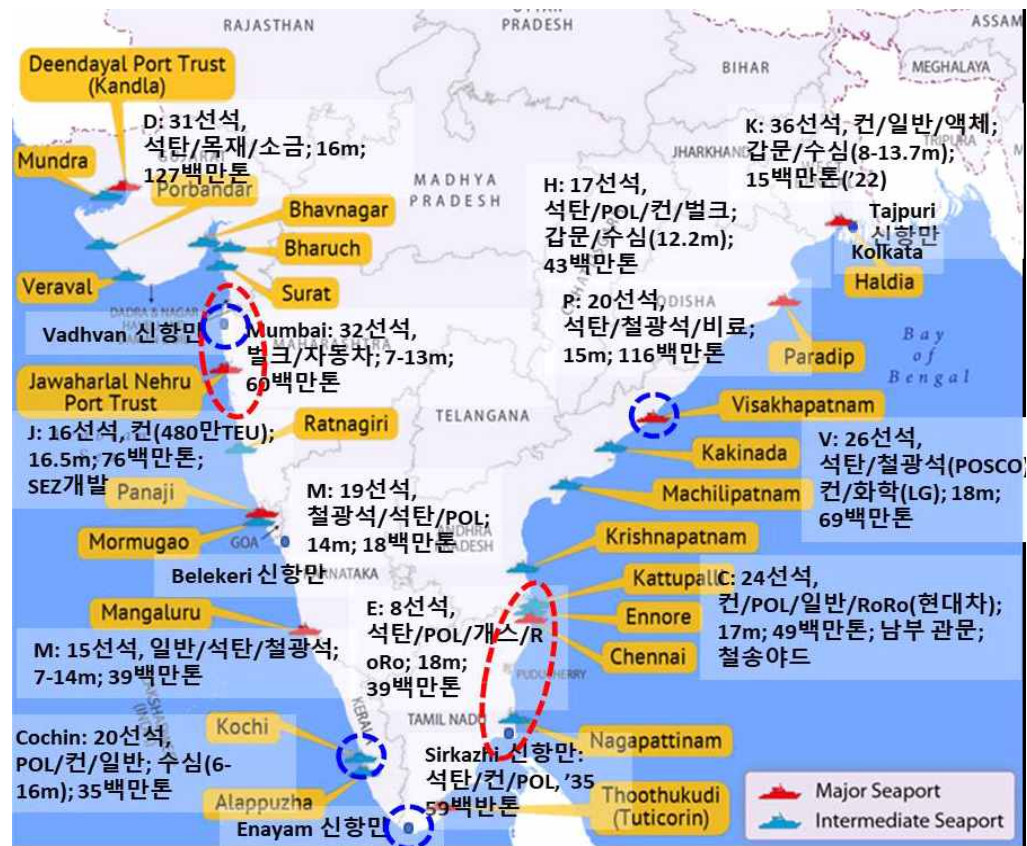 RAJASTHAN
PRADESH
ASSAM
BIHAR
MEGHALAYA
Deendayal Port Trust
(Kandla)
D: 31선석,
석탄/목재/소금; 16m;
127백만톤
Mundra
Porbandar
MADHYA
PRADESH
JHARKHAND
TRIPURA
K: 36선석, 컨/일반/액체;
갑문/수심(8-13.7m);
15백만톤('22)
H: 17선석,
석탄/POL/컨/벌크;
갑문/수심(12.2m);
43백만톤
Tajpuri
신항만
Kolkata
Haldia
Bhavnagar
Bharuch
Surat
Veraval
DADRA & NAGAR
Vadhvan 신항만
Mumbai: 32선석,
벌크/자동차; 7-13m;
60백만톤
MAHARASHTRA
P: 20선석,
석탄/철광석/비료;
15m; 116백만톤
ODISHA
Paradip
Bay
of
Bengal
Jawaharlal Nehru
Port Trust
J: 16선석, 컨(480만TEU);
16.5m; 76백만톤;
SEZ개발
TELANGANA
Ratnagiri
Visakhapatnam
V: 26선석,
석탄/철광석(POSCO)
컨/화학(LG); 18m;
69백만톤
Kakinada
Machilipatnam
Panaji
Mormugao
GOA
M: 19선석,
철광석/석탄/POL;
14m; 18백만톤
ANDHRA
PRADESH
Belekeri 신항만
KARNATAKA
Krishnapatnam
Kattupalli
Ennore
Chennai
C: 24선석,
컨/POL/일반/RoRo(현대차);
17m; 49백만톤; 남부 관문;
철송야드
Mangaluru
M: 15선석, 일반/석탄/철광석;
7-14m; 39백만톤
E: 8선석,
석탄/POL/개스/R
oRo; 18m;
39백만톤
PUDUCHERRY
KERALA
TAMIL NADU
Kochi
Cochin: 20선석,
POL/컨/일반; 수심(6-
16m); 35백만톤
Alappuzha
Nagapattinam
Sirkazhi 신항만:
석탄/컨/POL, '35
59백반톤
Enayam 신항만
Thoothukudi
(Tuticorin)
Major Seaport
Intermediate Seaport